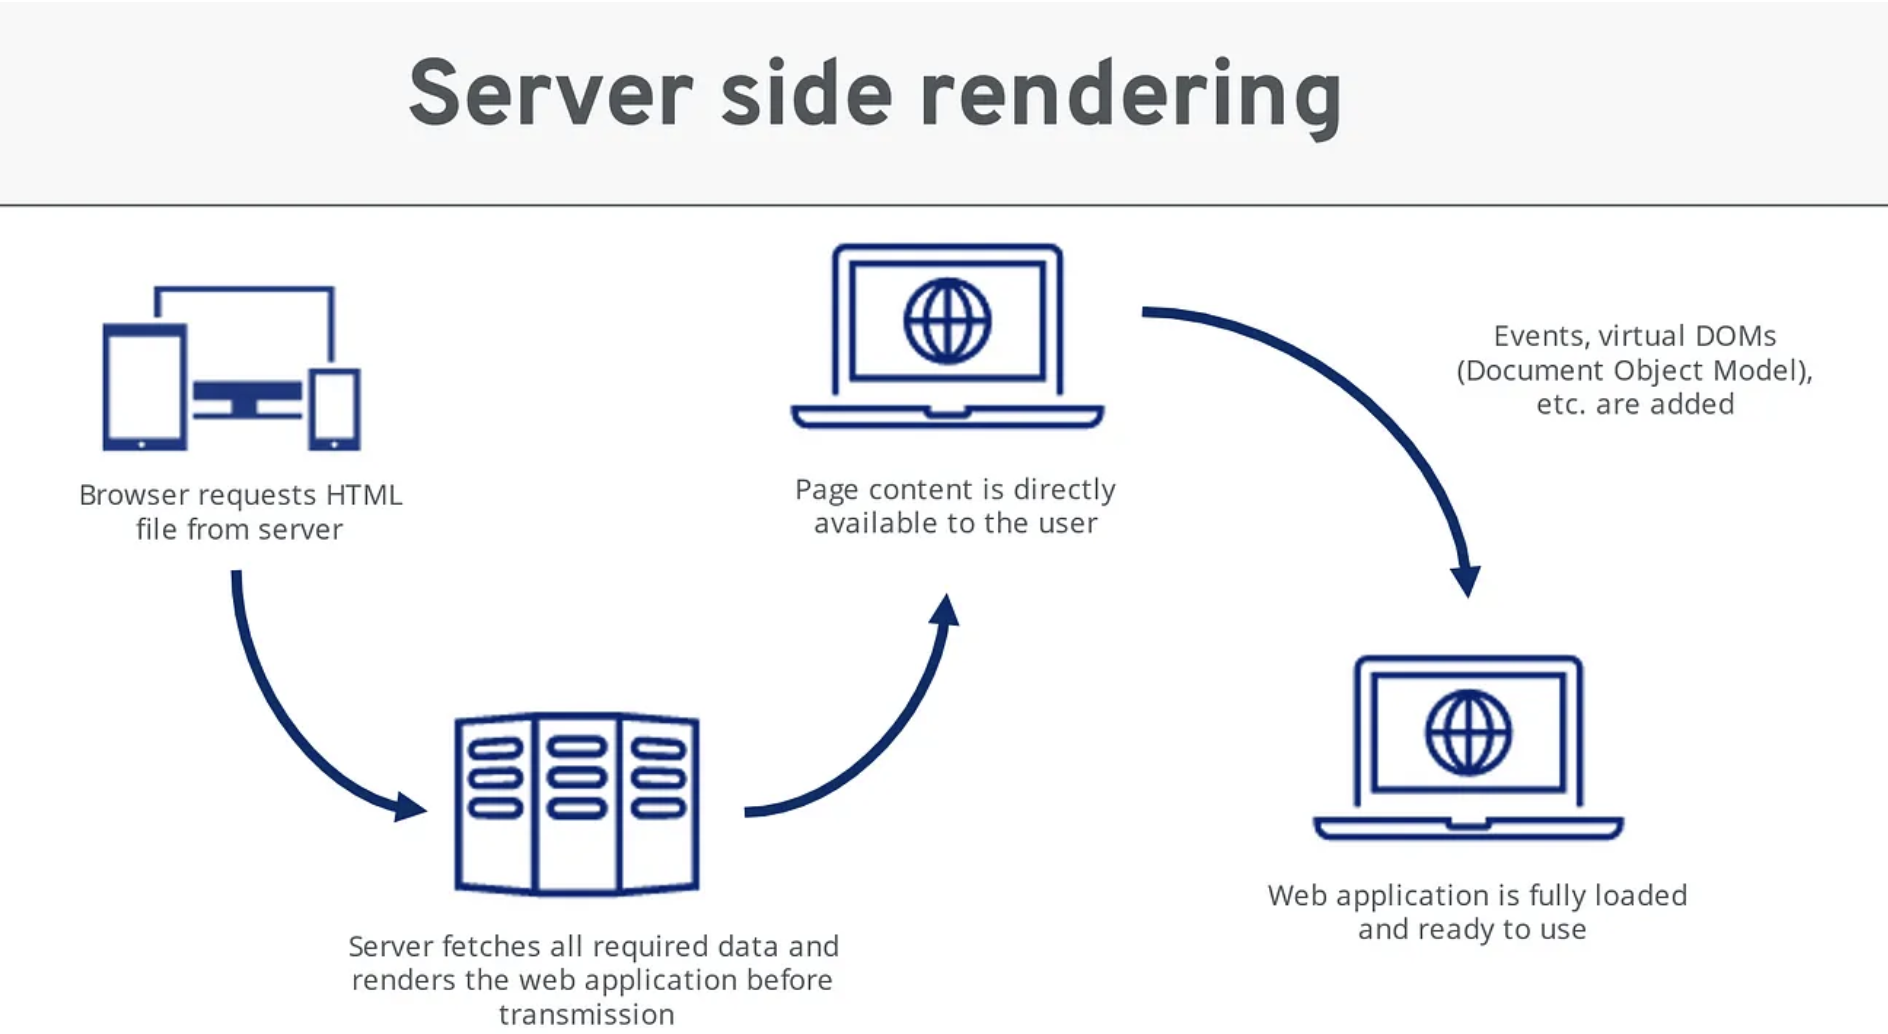 Server side rendering
Browser requests HTML
file from server
Server fetches all required data and
renders the web application before
transmission
Page content is directly
available to the user
Events, virtual DOMs
(Document Object Model),
etc. are added
Web application is fully loaded
and ready to use